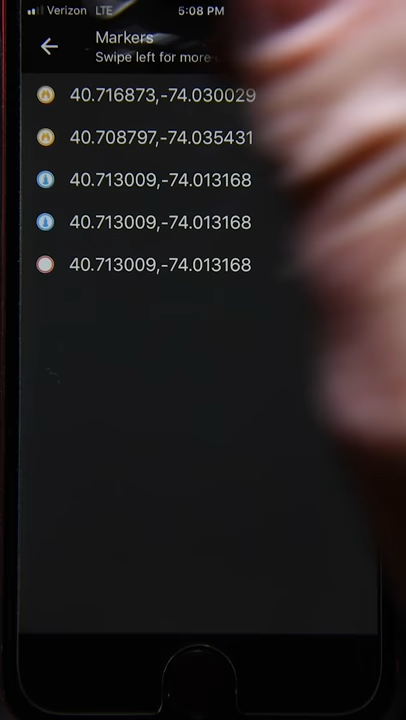 Verizon LTE 5:08 PM
Markers
Swipe left for more
40.716873,-74.030029
40.708797,-74.035431
40.713009,-74.013168
40.713009,-74.013168
40.713009,-74.013168